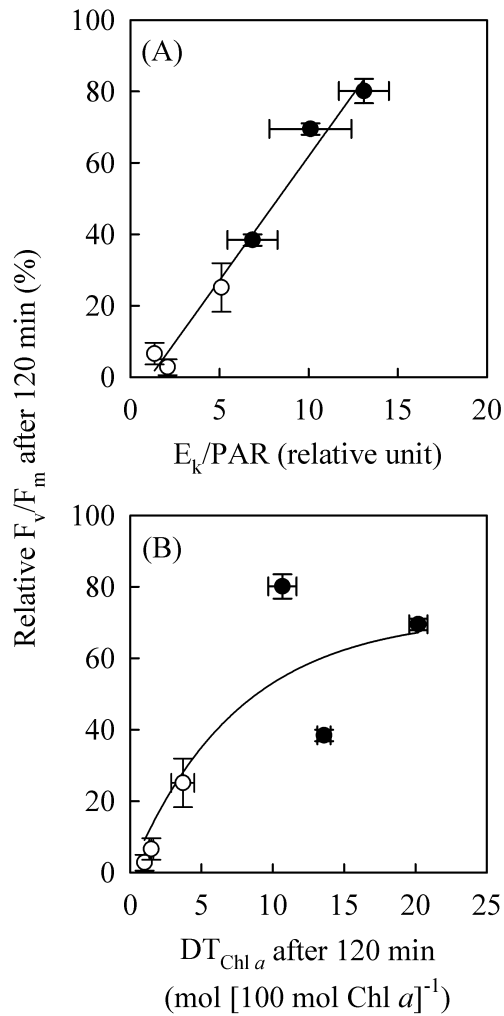 Relative Fv/Fm after 120 min (%)
(A)
100
80
60
40
20
0
0 5 10 15 20
Ek/PAR (relative unit)
(B)
100
80
60
40
20
0
0 5 10 15 20 25
DTChl a after 120 min
(mol [100 mol Chl a]-1)